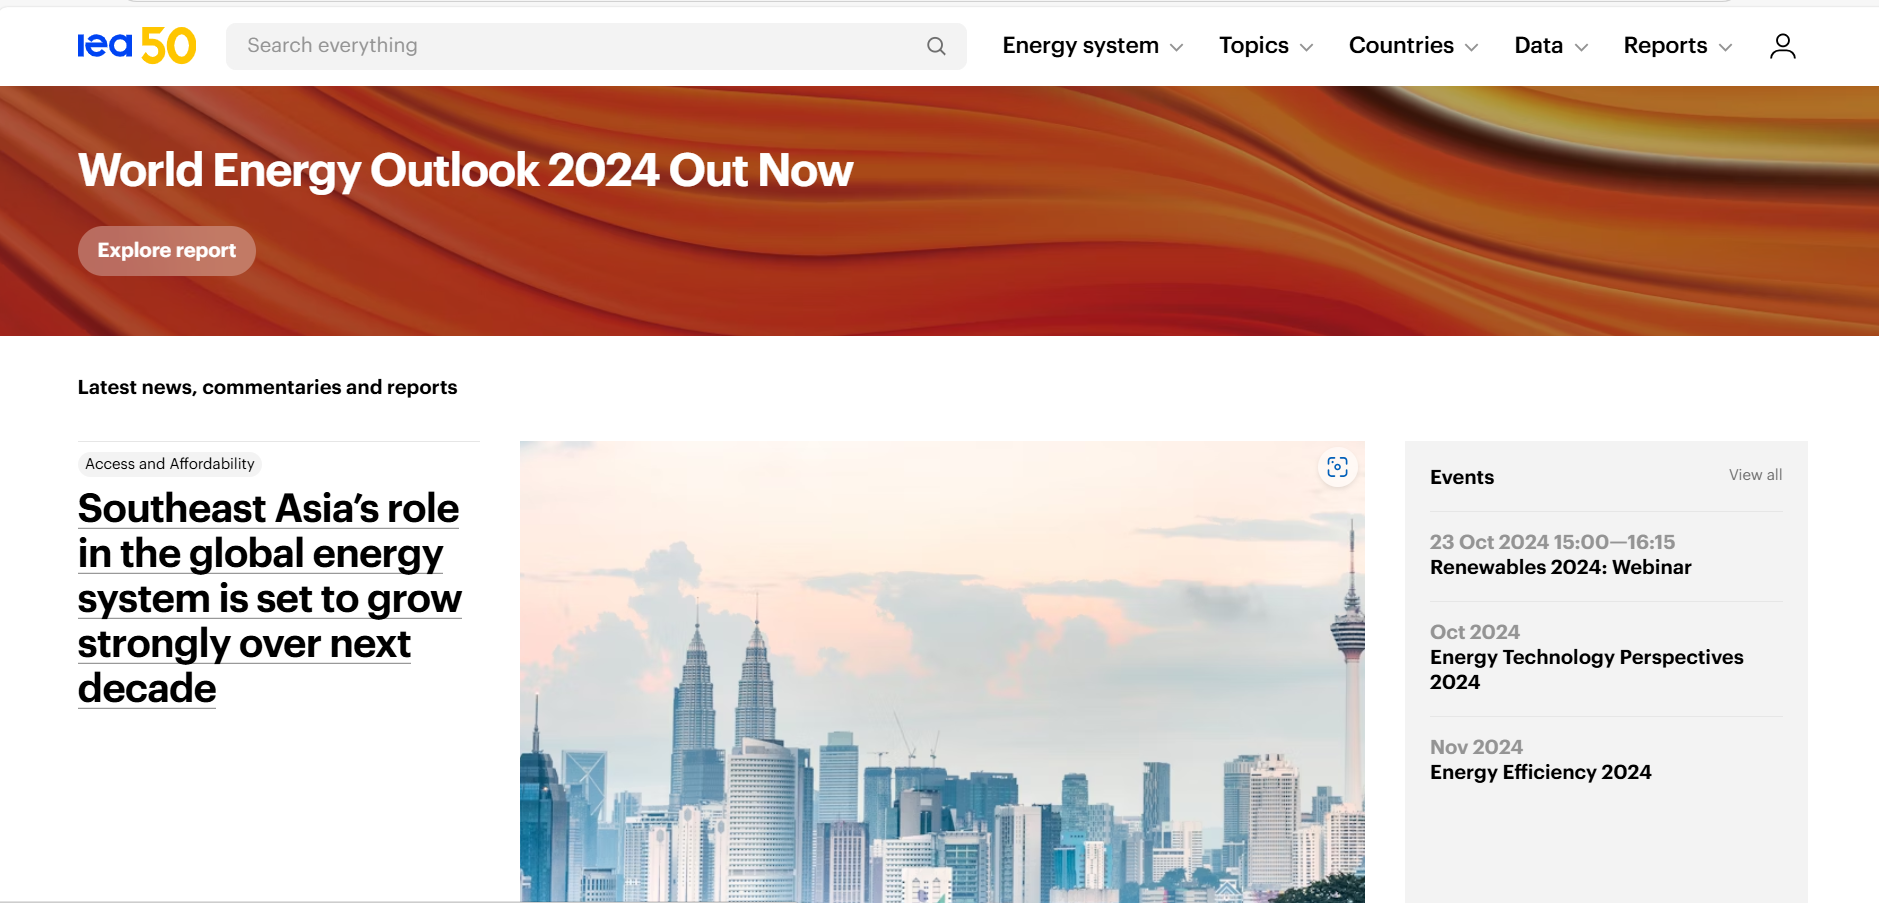 iea 50
Search everything
Energy system
Topics
Countries
Data
Reports
World Energy Outlook 2024 Out Now
Explore report
Latest news, commentaries and reports
Access and Affordability
Southeast Asia’s role
in the global energy
system is set to grow
strongly over next
decade
Events
View all
23 Oct 2024 15:00—16:15
Renewables 2024: Webinar
Oct 2024
Energy Technology Perspectives
2024
Nov 2024
Energy Efficiency 2024